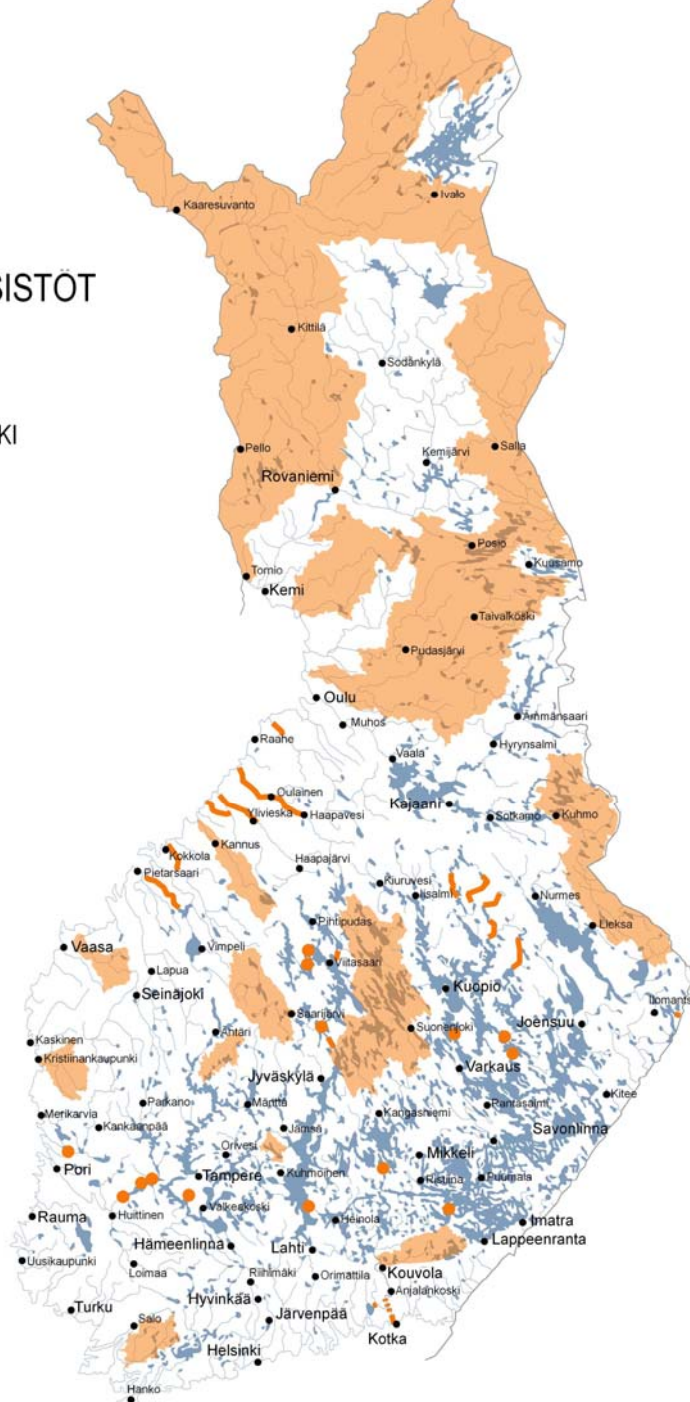 Kaaresuvanto
Ivalo
SISTÖT
Kittilä
Sodankylä
KI
Pello
Salla
Kemijärvi
Rovaniemi
Posio
Kuusamo
Tornio
Kemi
Taivalkoski
Pudasjärvi
Oulu
Muhos
Ämmänsaari
Raahe
Hyrynsalmi
Vaala
Oulainen
Kajaani
Ylivieska
Haapavesi
Sotkamo
Kuhmo
Kannus
Kokkola
Pietarsaari
Haapajärvi
Kiuruvesi
Iisalmi
Nurmes
Pihtipudas
Lieksa
Vaasa
Vimpeli
Viitasaari
Lapua
Kuopio
Seinäjoki
Ilomants
Saarijärvi
Suonenjoki
Joensuu
Ähtäri
Kaskinen
Kristiinankaupunki
Varkaus
Jyväskylä
Kitee
Parkano
Mänttä
Rantasalmi
Merikarvia
Kangasniemi
Kankaanpää
Jämsä
Savonlinna
Orivesi
Mikkeli
Pori
Tampere
Kuhmoinen
Ristiina
Puumala
Huittinen
Valkeakoski
Rauma
Heinola
Imatra
Hämeenlinna
Lahti
Lappeenranta
Uusikaupunki
Loimaa
Riihimäki
Orimattila
Kouvola
Anjalankoski
Hyvinkää
Turku
Salo
Järvenpää
Kotka
Helsinki
Hanko